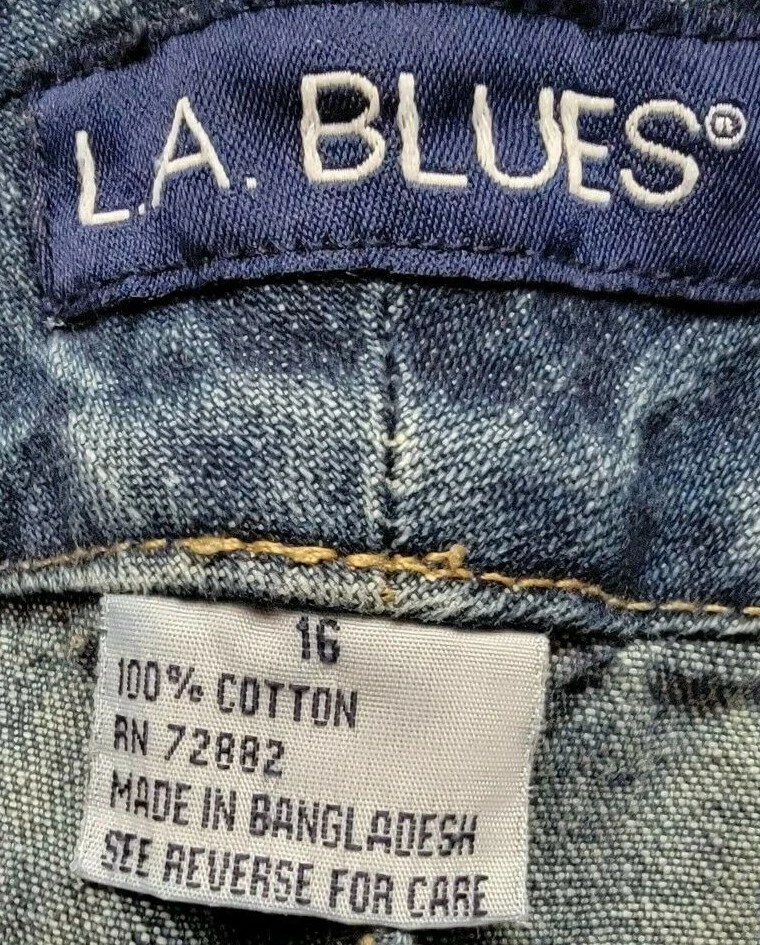 L.A. BLUES®
16
100% COTTON
RN 72882
MADE IN BANGLADESH
SEE REVERSE FOR CARE